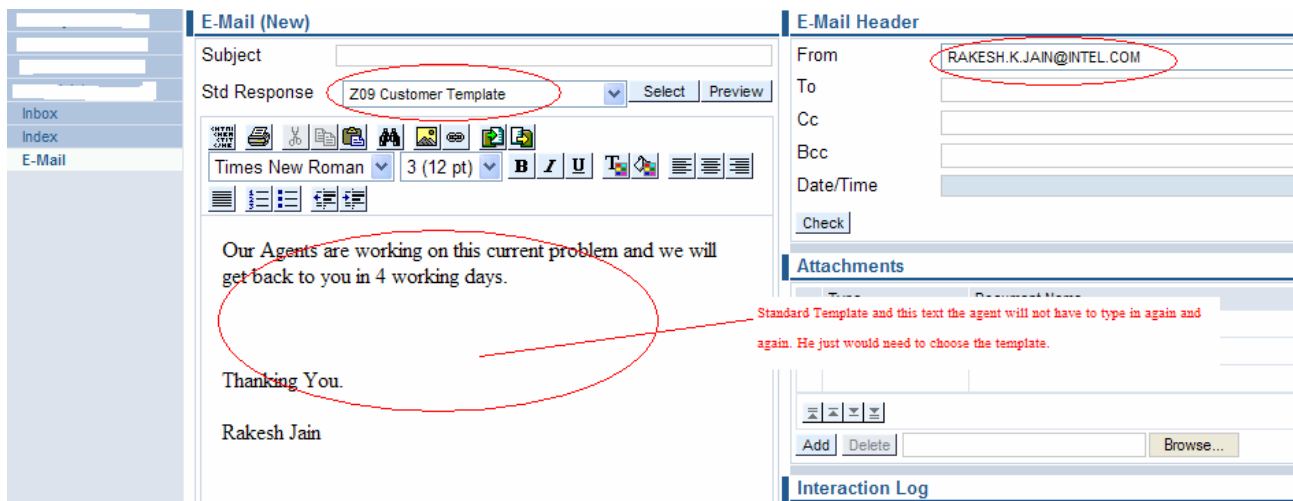 Inbox
Index
E-Mail
E-Mail (New)
Subject
Std Response
Z09 Customer Template
Select
Preview
Times New Roman
3 (12 pt)
B I U
Our Agents are working on this current problem and we will
get back to you in 4 working days.
Thanking You.
Rakesh Jain
E-Mail Header
From
RAKESH.K.JAIN@INTEL.COM
To
Cc
Bcc
Date/Time
Check
Attachments
Standard Template and this text the agent will not have to type in again and
again. He just would need to choose the template.
Add
Delete
Browse...
Interaction Log